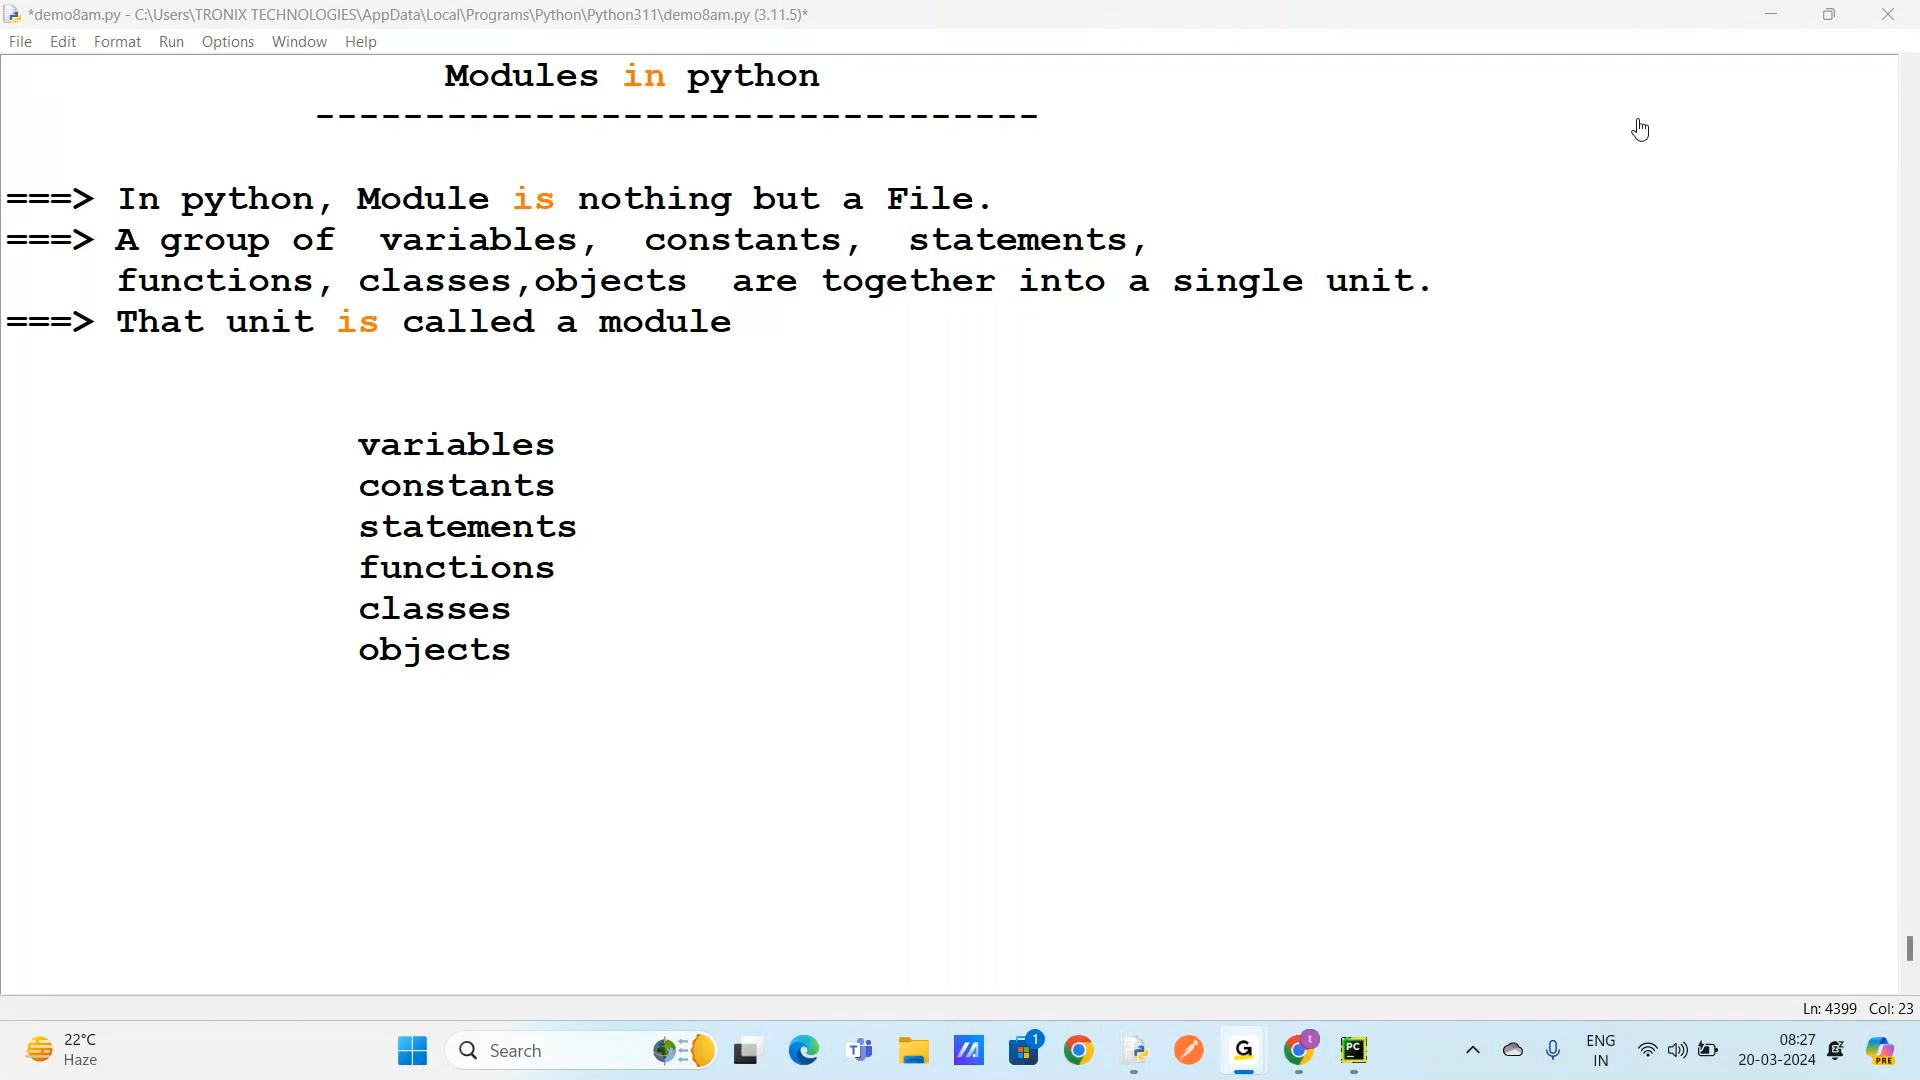 *demo8am.py - C:\Users\TRONIX TECHNOLOGIES\AppData\Local\Programs\Python\Python311\demo8am.py (3.11.5)*
File Edit Format Run Options Window Help
Modules in python
---------------------------------
===> In python, Module is nothing but a File.
===> A group of  variables,  constants,  statements,
functions, classes,objects  are together into a single unit.
===> That unit is called a module
variables
constants
statements
functions
classes
objects
Ln: 4399 Col: 23
22°C
Haze
Search
1
G
t
PC
ENG
IN
08:27
20-03-2024
PRE